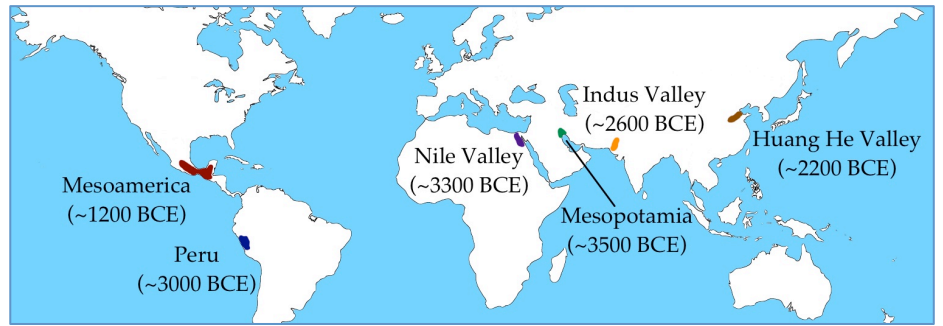 Mesoamerica
(~1200 BCE)
Peru
(~3000 BCE)
Nile Valley
(~3300 BCE)
Indus Valley
(~2600 BCE)
Mesopotamia
(~3500 BCE)
Huang He Valley
(~2200 BCE)